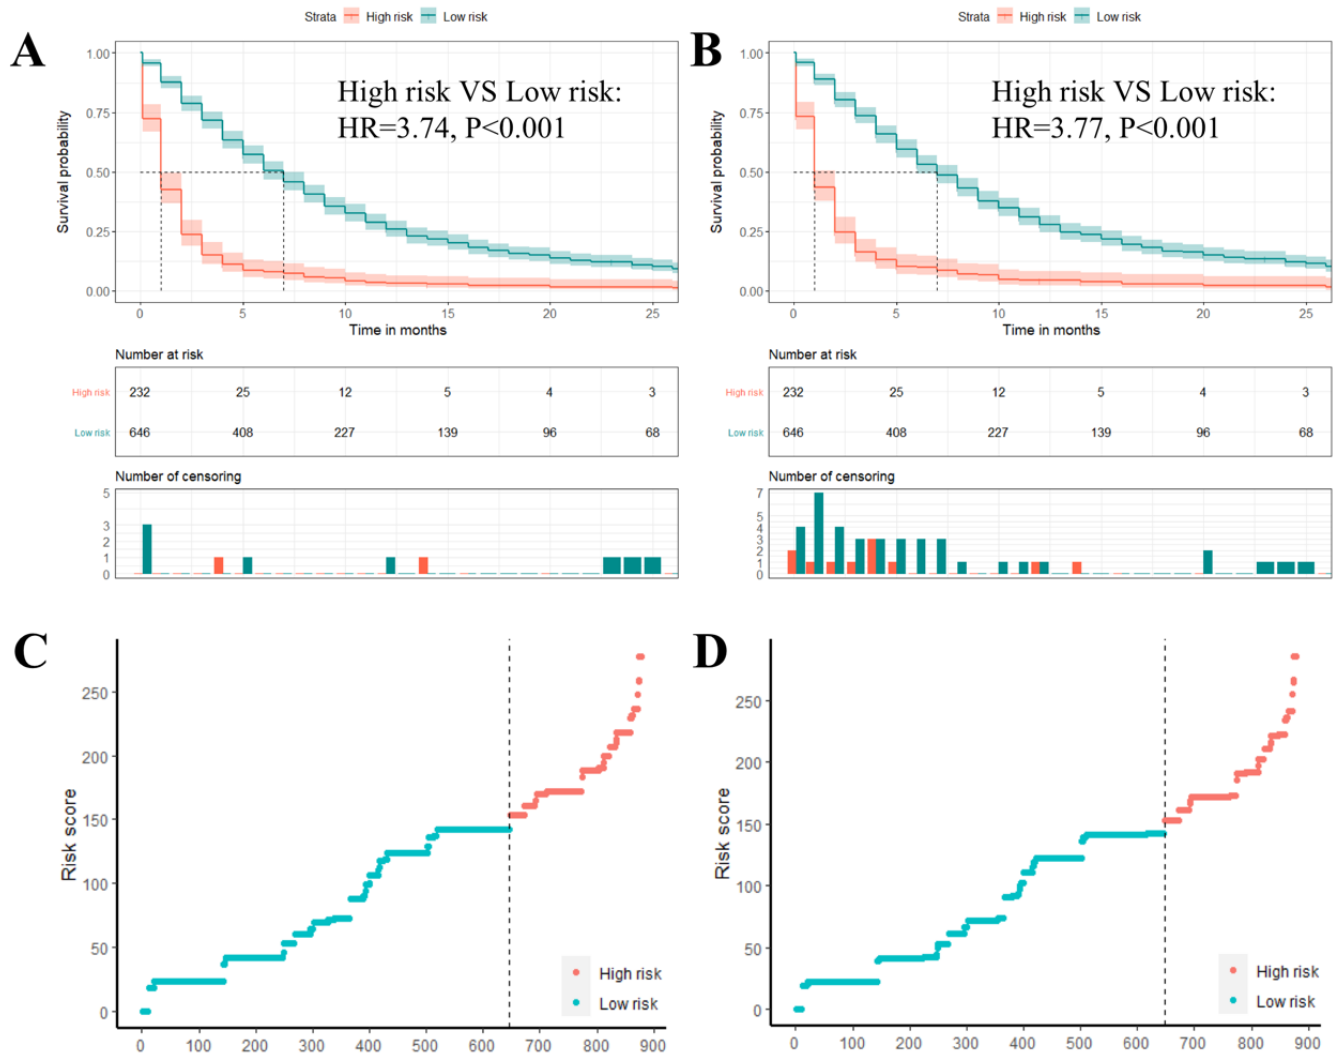 Strata High risk Low risk
A
1.00
0.75
0.50
0.25
0.00
Survival probability
High risk VS Low risk:
HR=3.74, P<0.001
0 5 10 15 20 25
Time in months
Number at risk
High risk 232 25 12 5 4 3
Low risk 646 408 227 139 96 68
Number of censoring
5
3
2
1
0
Strata High risk Low risk
B
1.00
0.75
0.50
0.25
0.00
Survival probability
High risk VS Low risk:
HR=3.77, P<0.001
0 5 10 15 20 25
Time in months
Number at risk
High risk 232 25 12 5 4 3
Low risk 646 408 227 139 96 68
Number of censoring
7
5
4
3
2
1
0
C
250
200
150
100
50
0
Risk score
High risk
Low risk
0 100 200 300 400 500 600 700 800 900
D
250
200
150
100
50
0
Risk score
High risk
Low risk
0 100 200 300 400 500 600 700 800 900